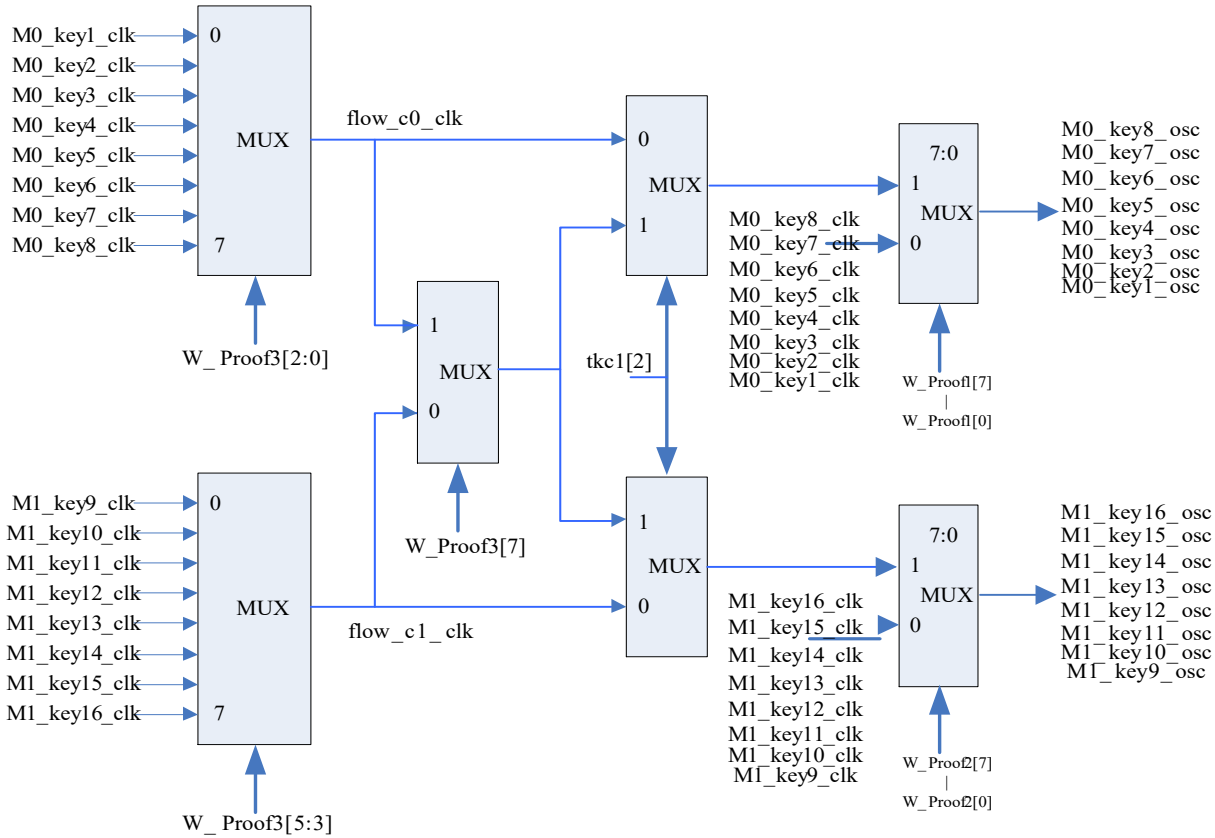 M0_key1_clk
M0_key2_clk
M0_key3_clk
M0_key4_clk
M0_key5_clk
M0_key6_clk
M0_key7_clk
M0_key8_clk
0
MUX
7
W_ Proof3[2:0]
flow_c0_clk
1
MUX
0
W_Proof3[7]
M1_key9_clk
M1_key10_clk
M1_key11_clk
M1_key12_clk
M1_key13_clk
M1_key14_clk
M1_key15_clk
M1_key16_clk
0
MUX
7
W_ Proof3[5:3]
flow_c1_clk
0
MUX
1
tkc1[2]
1
MUX
0
M0_key8_clk
M0_key7_clk
M0_key6_clk
M0_key5_clk
M0_key4_clk
M0_key3_clk
M0_key2_clk
M0_key1_clk
7:0
1
MUX
0
W_Proof1[7]
|
W_Proof1[0]
M0_key8_osc
M0_key7_osc
M0_key6_osc
M0_key5_osc
M0_key4_osc
M0_key3_osc
M0_key2_osc
M0_key1_osc
M1_key16_clk
M1_key15_clk
M1_key14_clk
M1_key13_clk
M1_key12_clk
M1_key11_clk
M1_key10_clk
M1_key9_clk
7:0
1
MUX
0
W_Proof2[7]
|
W_Proof2[0]
M1_key16_osc
M1_key15_osc
M1_key14_osc
M1_key13_osc
M1_key12_osc
M1_key11_osc
M1_key10_osc
M1_key9_osc